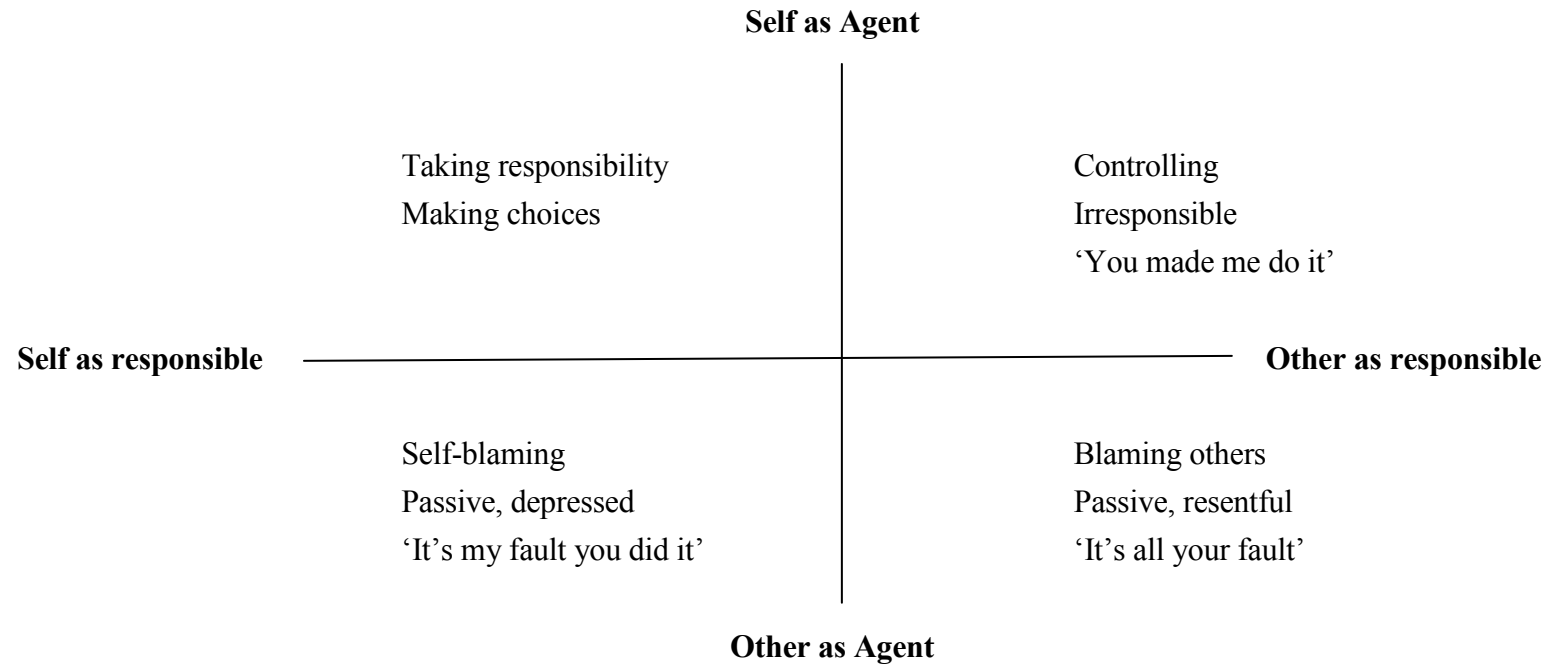 Self as Agent
Taking responsibility
Making choices
Controlling
Irresponsible
‘You made me do it’
Self as responsible
Other as responsible
Self-blaming
Passive, depressed
‘It’s my fault you did it’
Blaming others
Passive, resentful
‘It’s all your fault’
Other as Agent